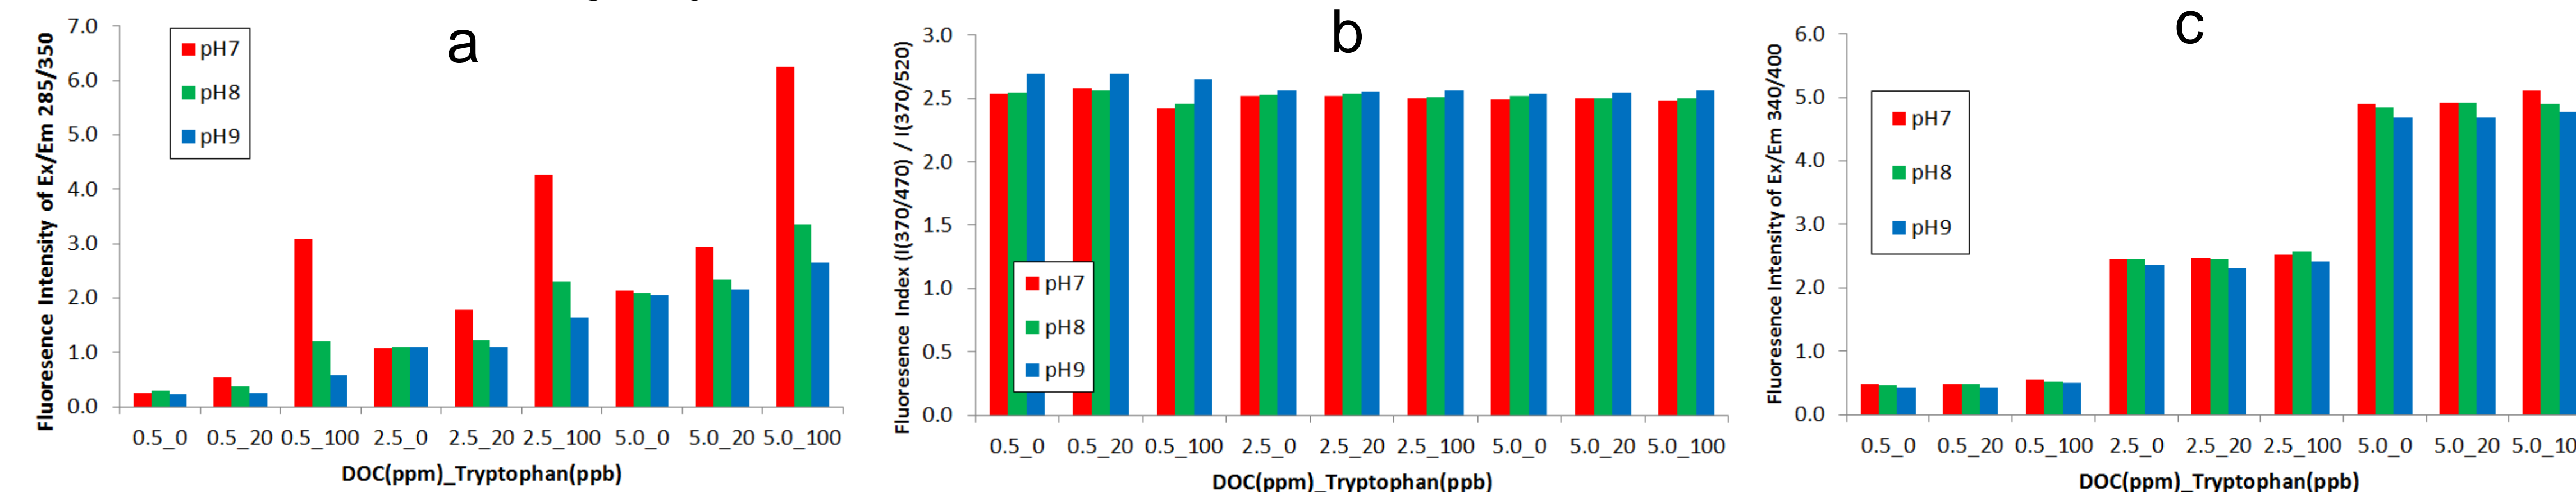 a
Fluoresence Intensity of Ex/Em 285/350
7.0
6.0
5.0
4.0
3.0
2.0
1.0
0.0
pH7
pH8
pH9
0.5_0 0.5_20 0.5_100 2.5_0 2.5_20 2.5_100 5.0_0 5.0_20 5.0_100
DOC(ppm)_Tryptophan(ppb)
b
Fluoresence Index (I(370/470) / I(370/520)
3.0
2.5
2.0
1.5
1.0
0.5
0.0
pH7
pH8
pH9
0.5_0 0.5_20 0.5_100 2.5_0 2.5_20 2.5_100 5.0_0 5.0_20 5.0_100
DOC(ppm)_Tryptophan(ppb)
c
Fluoresence Intensity of Ex/Em 340/400
6.0
5.0
4.0
3.0
2.0
1.0
0.0
pH7
pH8
pH9
0.5_0 0.5_20 0.5_100 2.5_0 2.5_20 2.5_100 5.0_0 5.0_20 5.0_10
DOC(ppm)_Tryptophan(ppb)